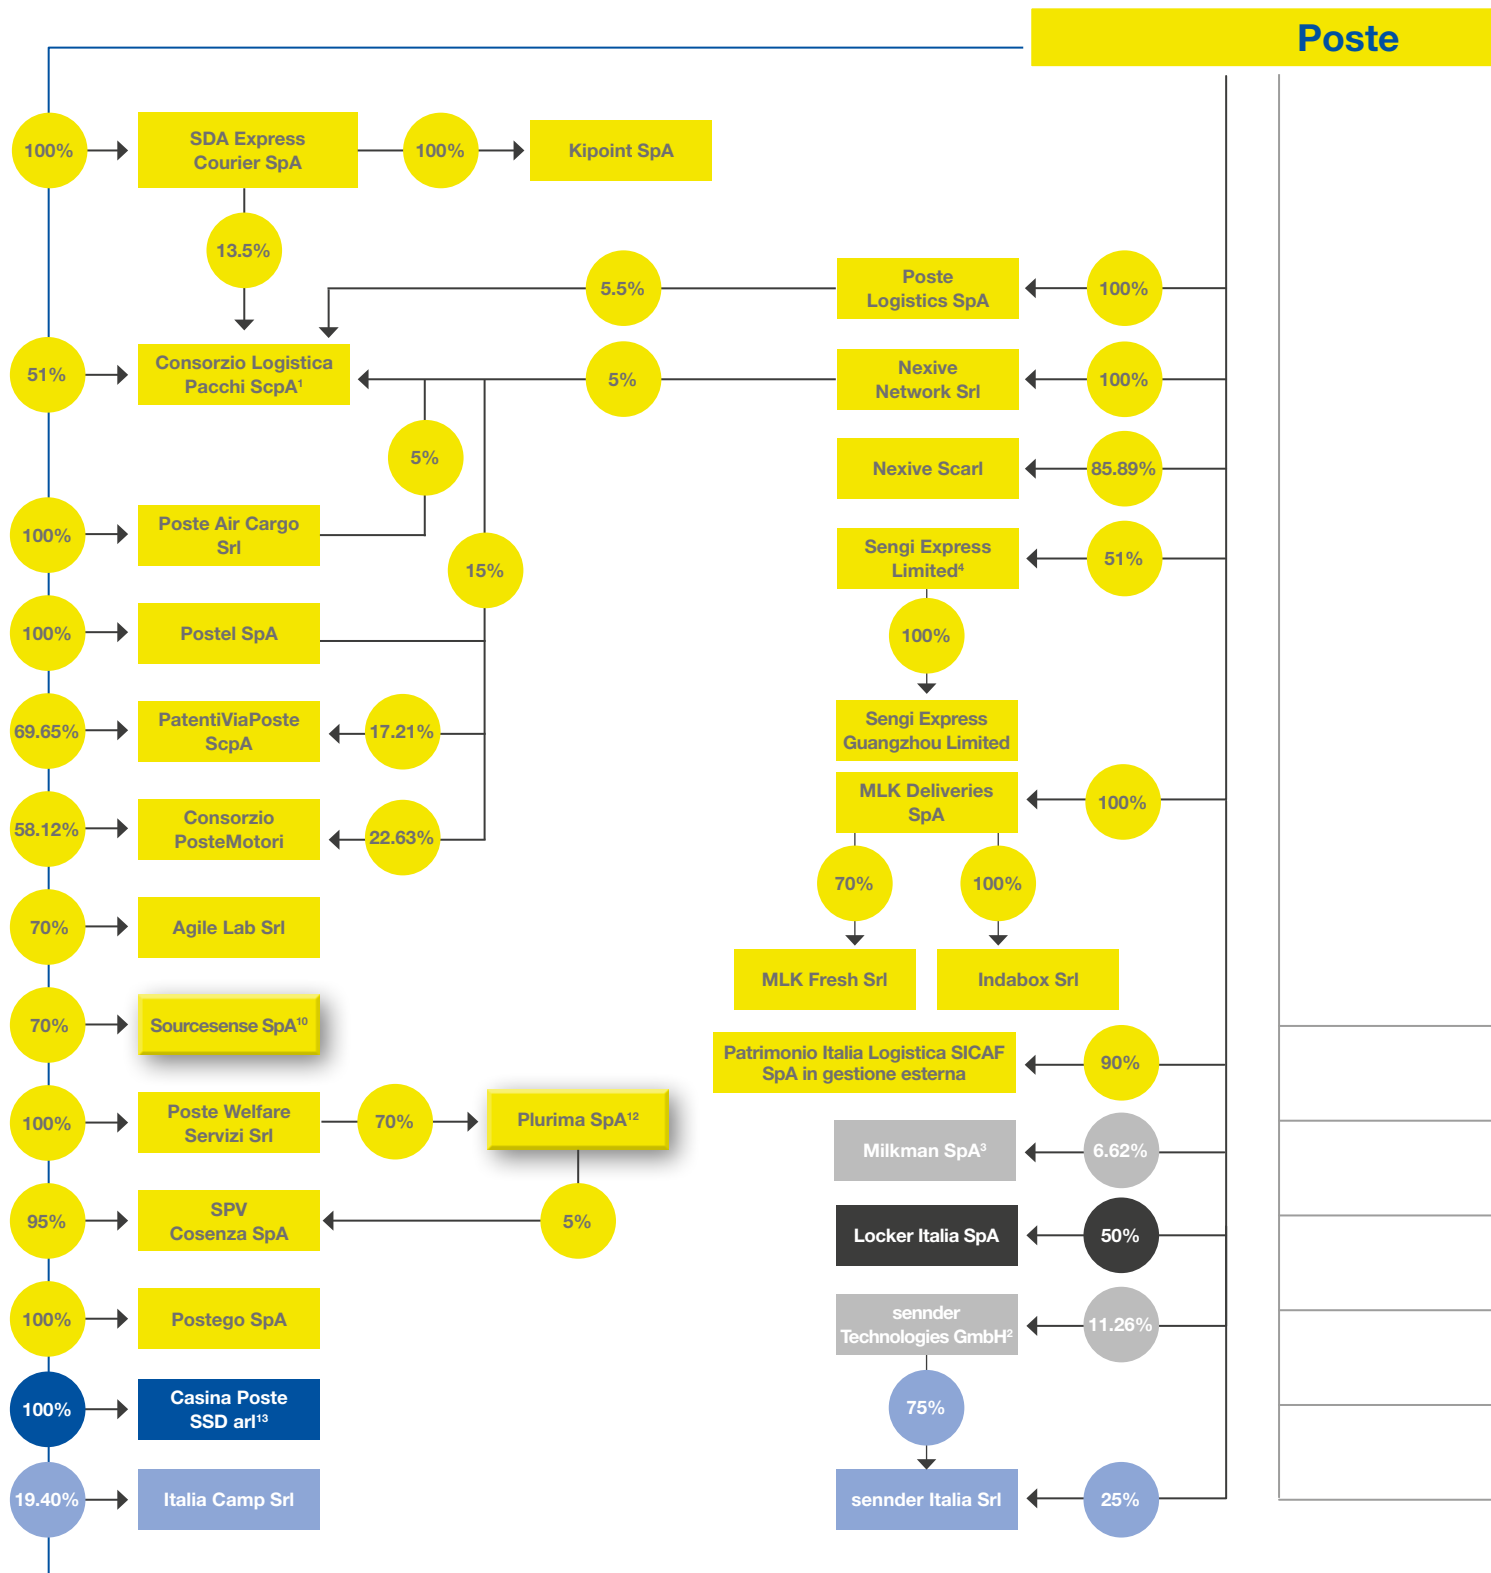 Poste
100%
SDA Express
Courier SpA
100%
Kipoint SpA
13.5%
5.5%
Poste
Logistics SpA
100%
51%
Consorzio Logistica
Pacchi ScpA¹
5%
Nexive
Network Srl
100%
5%
Nexive Scarl
85.89%
100%
Poste Air Cargo
Srl
15%
Sengi Express
Limited⁴
51%
100%
Postel SpA
100%
69.65%
PatentiViaPoste
ScpA
17.21%
Sengi Express
Guangzhou Limited
58.12%
Consorzio
PosteMotori
22.63%
MLK Deliveries
SpA
100%
70%
100%
70%
Agile Lab Srl
MLK Fresh Srl
Indabox Srl
70%
Sourcesense SpA¹⁰
Patrimonio Italia Logistica SICAF
SpA in gestione esterna
90%
100%
Poste Welfare
Servizi Srl
70%
Plurima SpA¹²
Milkman SpA³
6.62%
95%
SPV
Cosenza SpA
5%
Locker Italia SpA
50%
100%
Postego SpA
sennder
Technologies GmbH²
11.26%
100%
Casina Poste
SSD arl¹³
75%
19.40%
Italia Camp Srl
sennder Italia Srl
25%